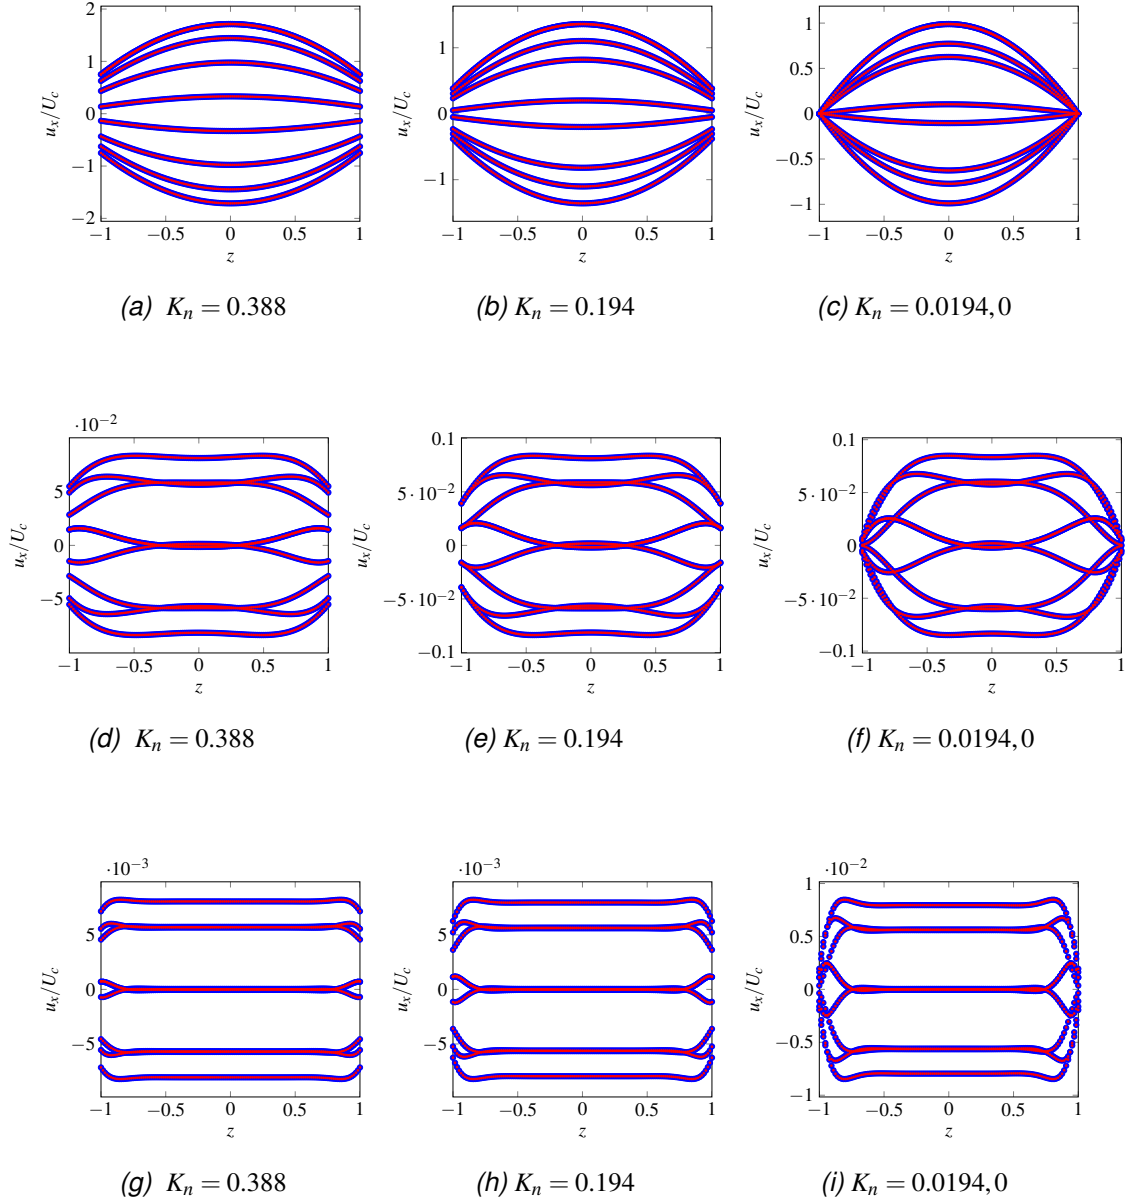 2
1
0
−1
−2
u_x/U_c
−1 −0.5 0 0.5 1
z
(a) K_n = 0.388
1
0
−1
u_x/U_c
−1 −0.5 0 0.5 1
z
(b) K_n = 0.194
1
0.5
0
−0.5
−1
u_x/U_c
−1 −0.5 0 0.5 1
z
(c) K_n = 0.0194,0
·10^−2
5
0
−5
u_x/U_c
−1 −0.5 0 0.5 1
z
(d) K_n = 0.388
0.1
5·10^−2
0
−5·10^−2
−0.1
u_x/U_c
−1 −0.5 0 0.5 1
z
(e) K_n = 0.194
0.1
5·10^−2
0
−5·10^−2
−0.1
u_x/U_c
−1 −0.5 0 0.5 1
z
(f) K_n = 0.0194,0
·10^−3
5
0
−5
u_x/U_c
−1 −0.5 0 0.5 1
z
(g) K_n = 0.388
·10^−3
5
0
−5
u_x/U_c
−1 −0.5 0 0.5 1
z
(h) K_n = 0.194
·10^−2
1
0.5
0
−0.5
−1
u_x/U_c
−1 −0.5 0 0.5 1
z
(i) K_n = 0.0194,0